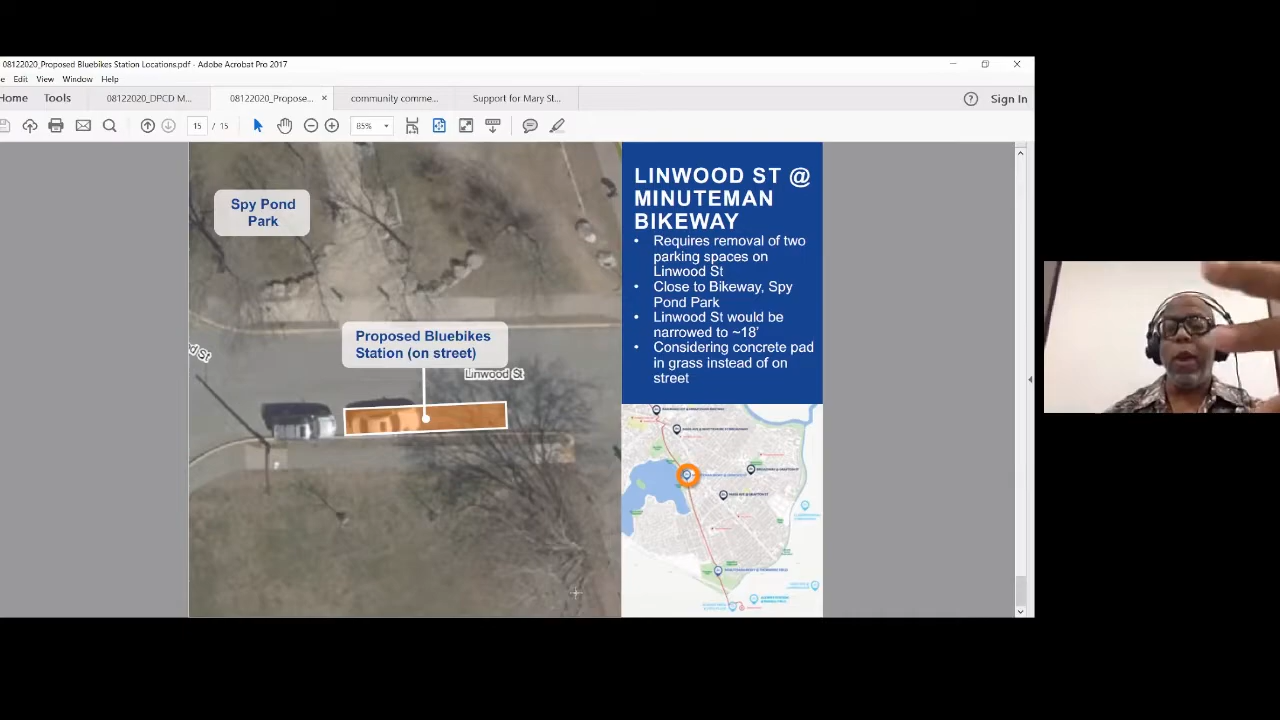 08122020_Proposed Bluebikes Station Locations.pdf - Adobe Acrobat Pro 2017
Edit View Window Help
Home Tools 08122020_DPCD M... 08122020_Propose... community comme... Support for Mary St... Sign In
15 / 15 85%
Spy Pond
Park
Proposed Bluebikes
Station (on street)
Linwood St
d St
LINWOOD ST @
MINUTEMAN
BIKEWAY
• Requires removal of two
parking spaces on
Linwood St
• Close to Bikeway, Spy
Pond Park
• Linwood St would be
narrowed to ~18'
• Considering concrete pad
in grass instead of on
street